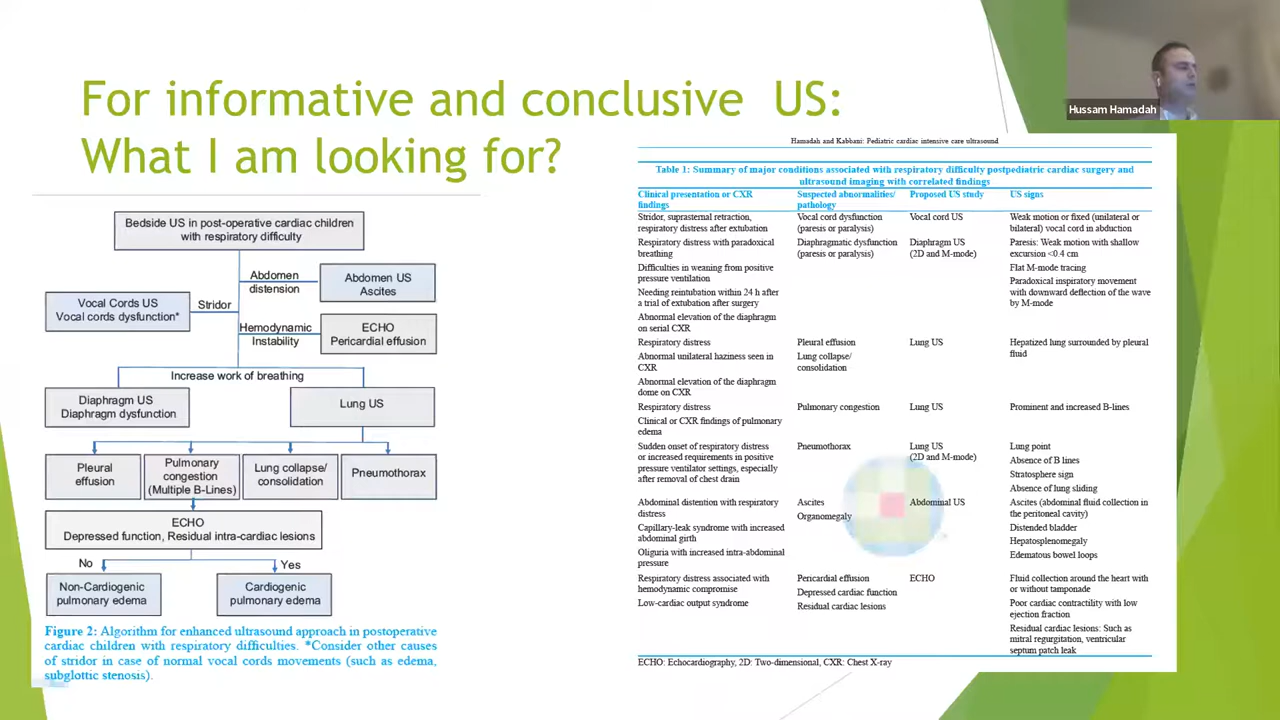 For informative and conclusive  US:
What I am looking for?
Hussam Hamadah
Bedside US in post-operative cardiac children
with respiratory difficulty
Abdomen
distension
Abdomen US
Ascites
Vocal Cords US
Vocal cords dysfunction*
Stridor
Hemodynamic
Instability
ECHO
Pericardial effusion
Increase work of breathing
Diaphragm US
Diaphragm dysfunction
Lung US
Pleural
effusion
Pulmonary
congestion
(Multiple B-Lines)
Lung collapse/
consolidation
Pneumothorax
ECHO
Depressed function, Residual intra-cardiac lesions
No
Yes
Non-Cardiogenic
pulmonary edema
Cardiogenic
pulmonary edema
Figure 2: Algorithm for enhanced ultrasound approach in postoperative
cardiac children with respiratory difficulties. *Consider other causes
of stridor in case of normal vocal cords movements (such as edema,
subglottic stenosis).
Hamadah and Kabbani: Pediatric cardiac intensive care ultrasound
Table 1: Summary of major conditions associated with respiratory difficulty postpediatric cardiac surgery and
ultrasound imaging with correlated findings
Clinical presentation or CXR
findings
Suspected abnormalities/
pathology
Proposed US study
US signs
Stridor, suprasternal retraction,
respiratory distress after extubation
Vocal cord dysfunction
(paresis or paralysis)
Vocal cord US
Weak motion or fixed (unilateral or
bilateral) vocal cord in abduction
Respiratory distress with paradoxical
breathing
Difficulties in weaning from positive
pressure ventilation
Needing reintubation within 24 h after
a trial of extubation after surgery
Abnormal elevation of the diaphragm
on serial CXR
Diaphragmatic dysfunction
(paresis or paralysis)
Diaphragm US
(2D and M-mode)
Paresis: Weak motion with shallow
excursion <0.4 cm
Flat M-mode tracing
Paradoxical inspiratory movement
with downward deflection of the wave
by M-mode
Respiratory distress
Abnormal unilateral haziness seen in
CXR
Abnormal elevation of the diaphragm
dome on CXR
Pleural effusion
Lung collapse/
consolidation
Lung US
Hepatized lung surrounded by pleural
fluid
Respiratory distress
Clinical or CXR findings of pulmonary
edema
Pulmonary congestion
Lung US
Prominent and increased B-lines
Sudden onset of respiratory distress
or increased requirements in positive
pressure ventilator settings, especially
after removal of chest drain
Pneumothorax
Lung US
(2D and M-mode)
Lung point
Absence of B lines
Stratosphere sign
Absence of lung sliding
Abdominal distention with respiratory
distress
Capillary-leak syndrome with increased
abdominal girth
Oliguria with increased intra-abdominal
pressure
Ascites
Organomegaly
Abdominal US
Ascites (abdominal fluid collection in
the peritoneal cavity)
Distended bladder
Hepatosplenomegaly
Edematous bowel loops
Respiratory distress associated with
hemodynamic compromise
Low-cardiac output syndrome
Pericardial effusion
Depressed cardiac function
Residual cardiac lesions
ECHO
Fluid collection around the heart with
or without tamponade
Poor cardiac contractility with low
ejection fraction
Residual cardiac lesions: Such as
mitral regurgitation, ventricular
septum patch leak
ECHO: Echocardiography, 2D: Two-dimensional, CXR: Chest X-ray